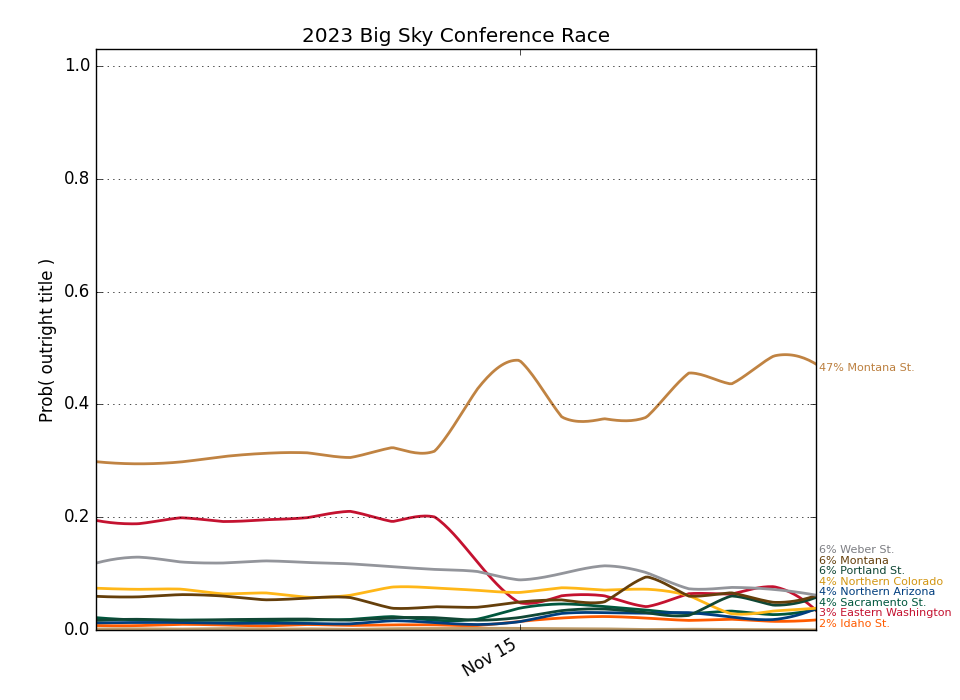 2023 Big Sky Conference Race
Prob( outright title )
1.0
0.8
0.6
0.4
0.2
0.0
Nov 15
47% Montana St.
6% Weber St.
6% Montana
6% Portland St.
4% Northern Colorado
4% Northern Arizona
4% Sacramento St.
3% Eastern Washington
2% Idaho St.